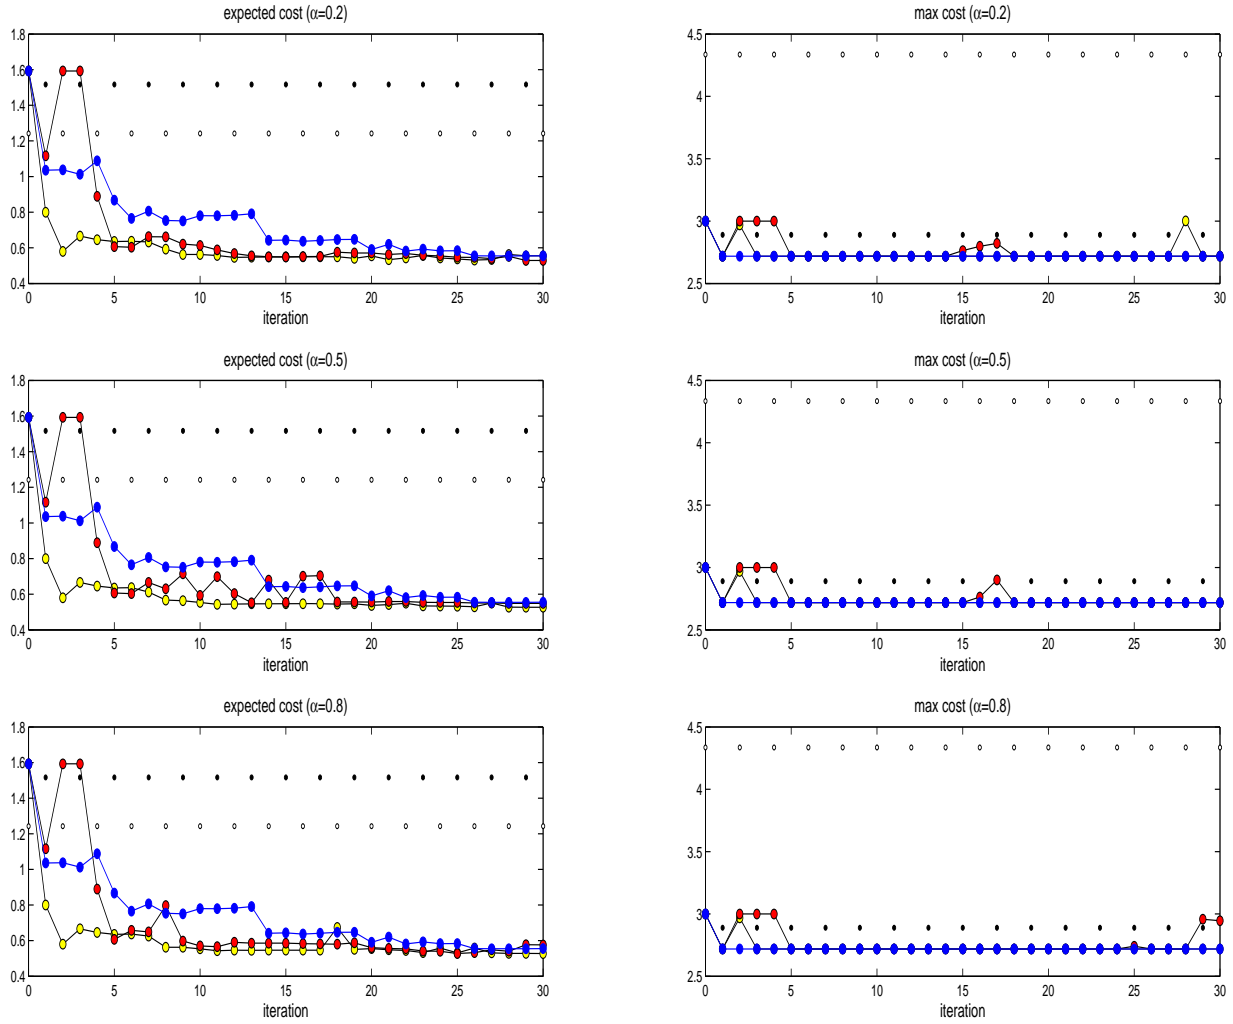 expected cost (α=0.2)
1.8
1.6
1.4
1.2
1
0.8
0.6
0.4
0 5 10 15 20 25 30
iteration
max cost (α=0.2)
4.5
4
3.5
3
2.5
0 5 10 15 20 25 30
iteration
expected cost (α=0.5)
1.8
1.6
1.4
1.2
1
0.8
0.6
0.4
0 5 10 15 20 25 30
iteration
max cost (α=0.5)
4.5
4
3.5
3
2.5
0 5 10 15 20 25 30
iteration
expected cost (α=0.8)
1.8
1.6
1.4
1.2
1
0.8
0.6
0.4
0 5 10 15 20 25 30
iteration
max cost (α=0.8)
4.5
4
3.5
3
2.5
0 5 10 15 20 25 30
iteration